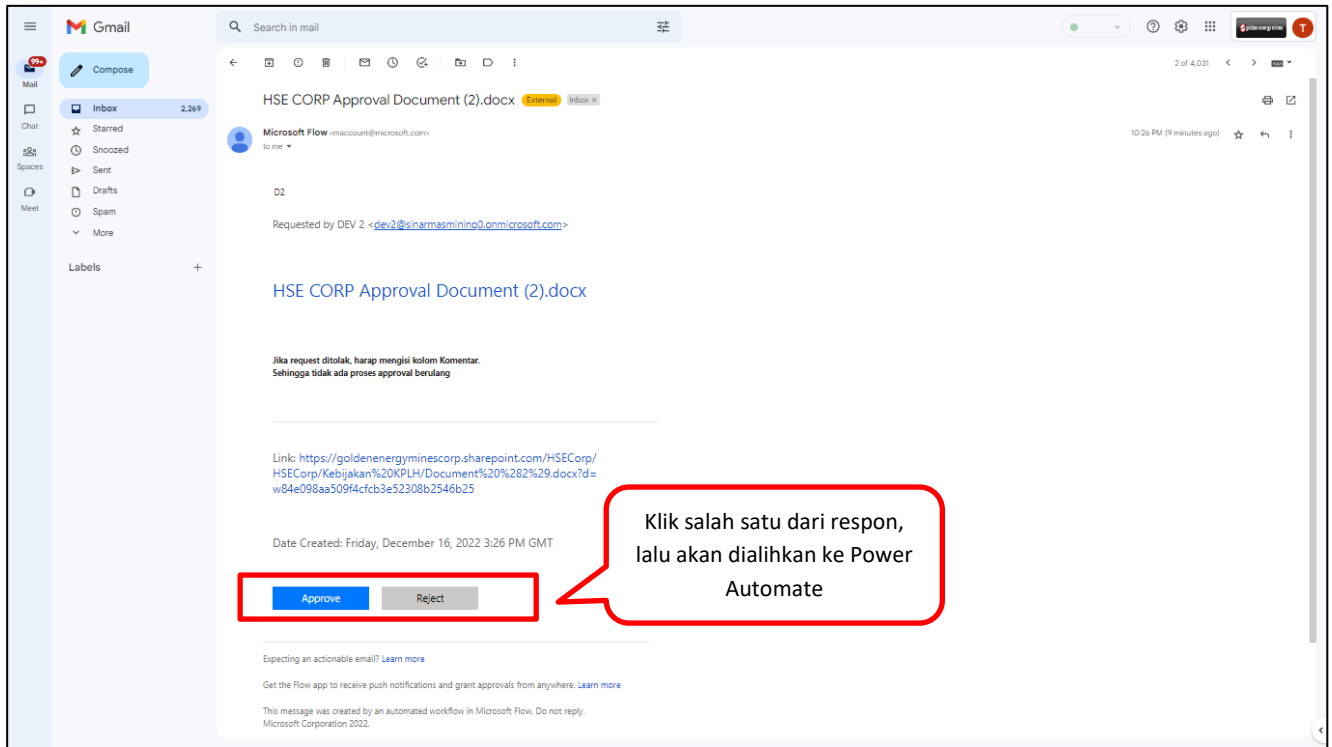 Gmail
Search in mail
golden energy mines
T
99+
Mail
Compose
2 of 4,031
Inbox 2,269
HSE CORP Approval Document (2).docx External Inbox ×
Chat
Starred
Microsoft Flow <maccount@microsoft.com>
10:26 PM (9 minutes ago)
to me
Snoozed
Spaces
Sent
Drafts
Meet
Spam
More
Labels +
D2
Requested by DEV 2 <dev2@sinarmasmining0.onmicrosoft.com>
HSE CORP Approval Document (2).docx
Jika request ditolak, harap mengisi kolom Komentar.
Sehingga tidak ada proses approval berulang
Link: https://goldenenergyminescorp.sharepoint.com/HSECorp/
HSECorp/Kebijakan%20KPLH/Document%20%282%29.docx?d=
w84e098aa509f4cfcb3e52308b2546b25
Date Created: Friday, December 16, 2022 3:26 PM GMT
Approve Reject
Klik salah satu dari respon,
lalu akan dialihkan ke Power
Automate
Expecting an actionable email? Learn more
Get the Flow app to receive push notifications and grant approvals from anywhere. Learn more
This message was created by an automated workflow in Microsoft Flow. Do not reply.
Microsoft Corporation 2022.